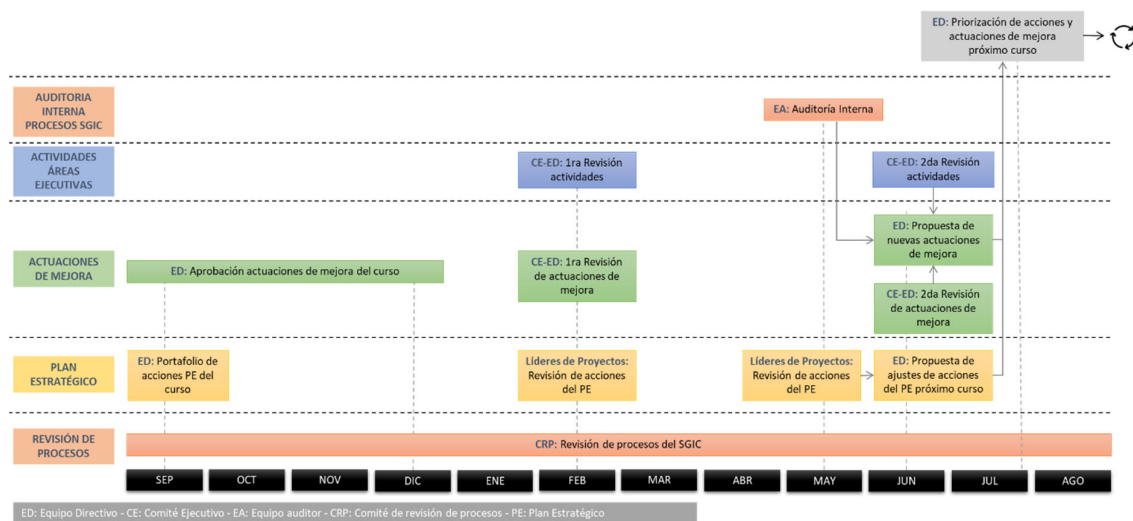 ED: Priorización de acciones y
actuaciones de mejora
próximo curso
AUDITORIA
INTERNA
PROCESOS SGIC
EA: Auditoría Interna
ACTIVIDADES
ÁREAS
EJECUTIVAS
CE-ED: 1ra Revisión
actividades
CE-ED: 2da Revisión
actividades
ACTUACIONES
DE MEJORA
ED: Aprobación actuaciones de mejora del curso
CE-ED: 1ra Revisión
de actuaciones de
mejora
ED: Propuesta de
nuevas actuaciones
de mejora
CE-ED: 2da Revisión
de actuaciones de
mejora
PLAN
ESTRATÉGICO
ED: Portafolio de
acciones PE del
curso
Líderes de Proyectos:
Revisión de acciones
del PE
Líderes de Proyectos:
Revisión de acciones
del PE
ED: Propuesta de
ajustes de acciones
del PE próximo curso
REVISIÓN DE
PROCESOS
CRP: Revisión de procesos del SGIC
SEP OCT NOV DIC ENE FEB MAR ABR MAY JUN JUL AGO
ED: Equipo Directivo - CE: Comité Ejecutivo - EA: Equipo auditor - CRP: Comité de revisión de procesos - PE: Plan Estratégico